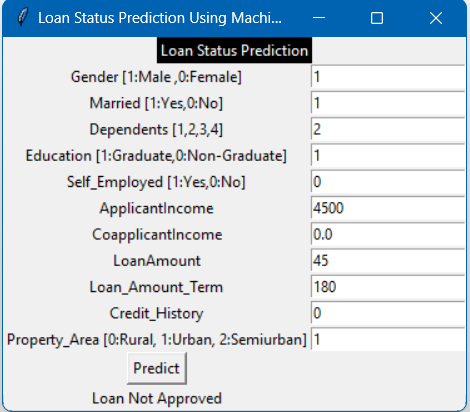 Loan Status Prediction Using Machi...
Loan Status Prediction
Gender [1:Male ,0:Female] 1
Married [1:Yes,0:No] 1
Dependents [1,2,3,4] 2
Education [1:Graduate,0:Non-Graduate] 1
Self_Employed [1:Yes,0:No] 0
ApplicantIncome 4500
CoapplicantIncome 0.0
LoanAmount 45
Loan_Amount_Term 180
Credit_History 0
Property_Area [0:Rural, 1:Urban, 2:Semiurban] 1
Predict
Loan Not Approved